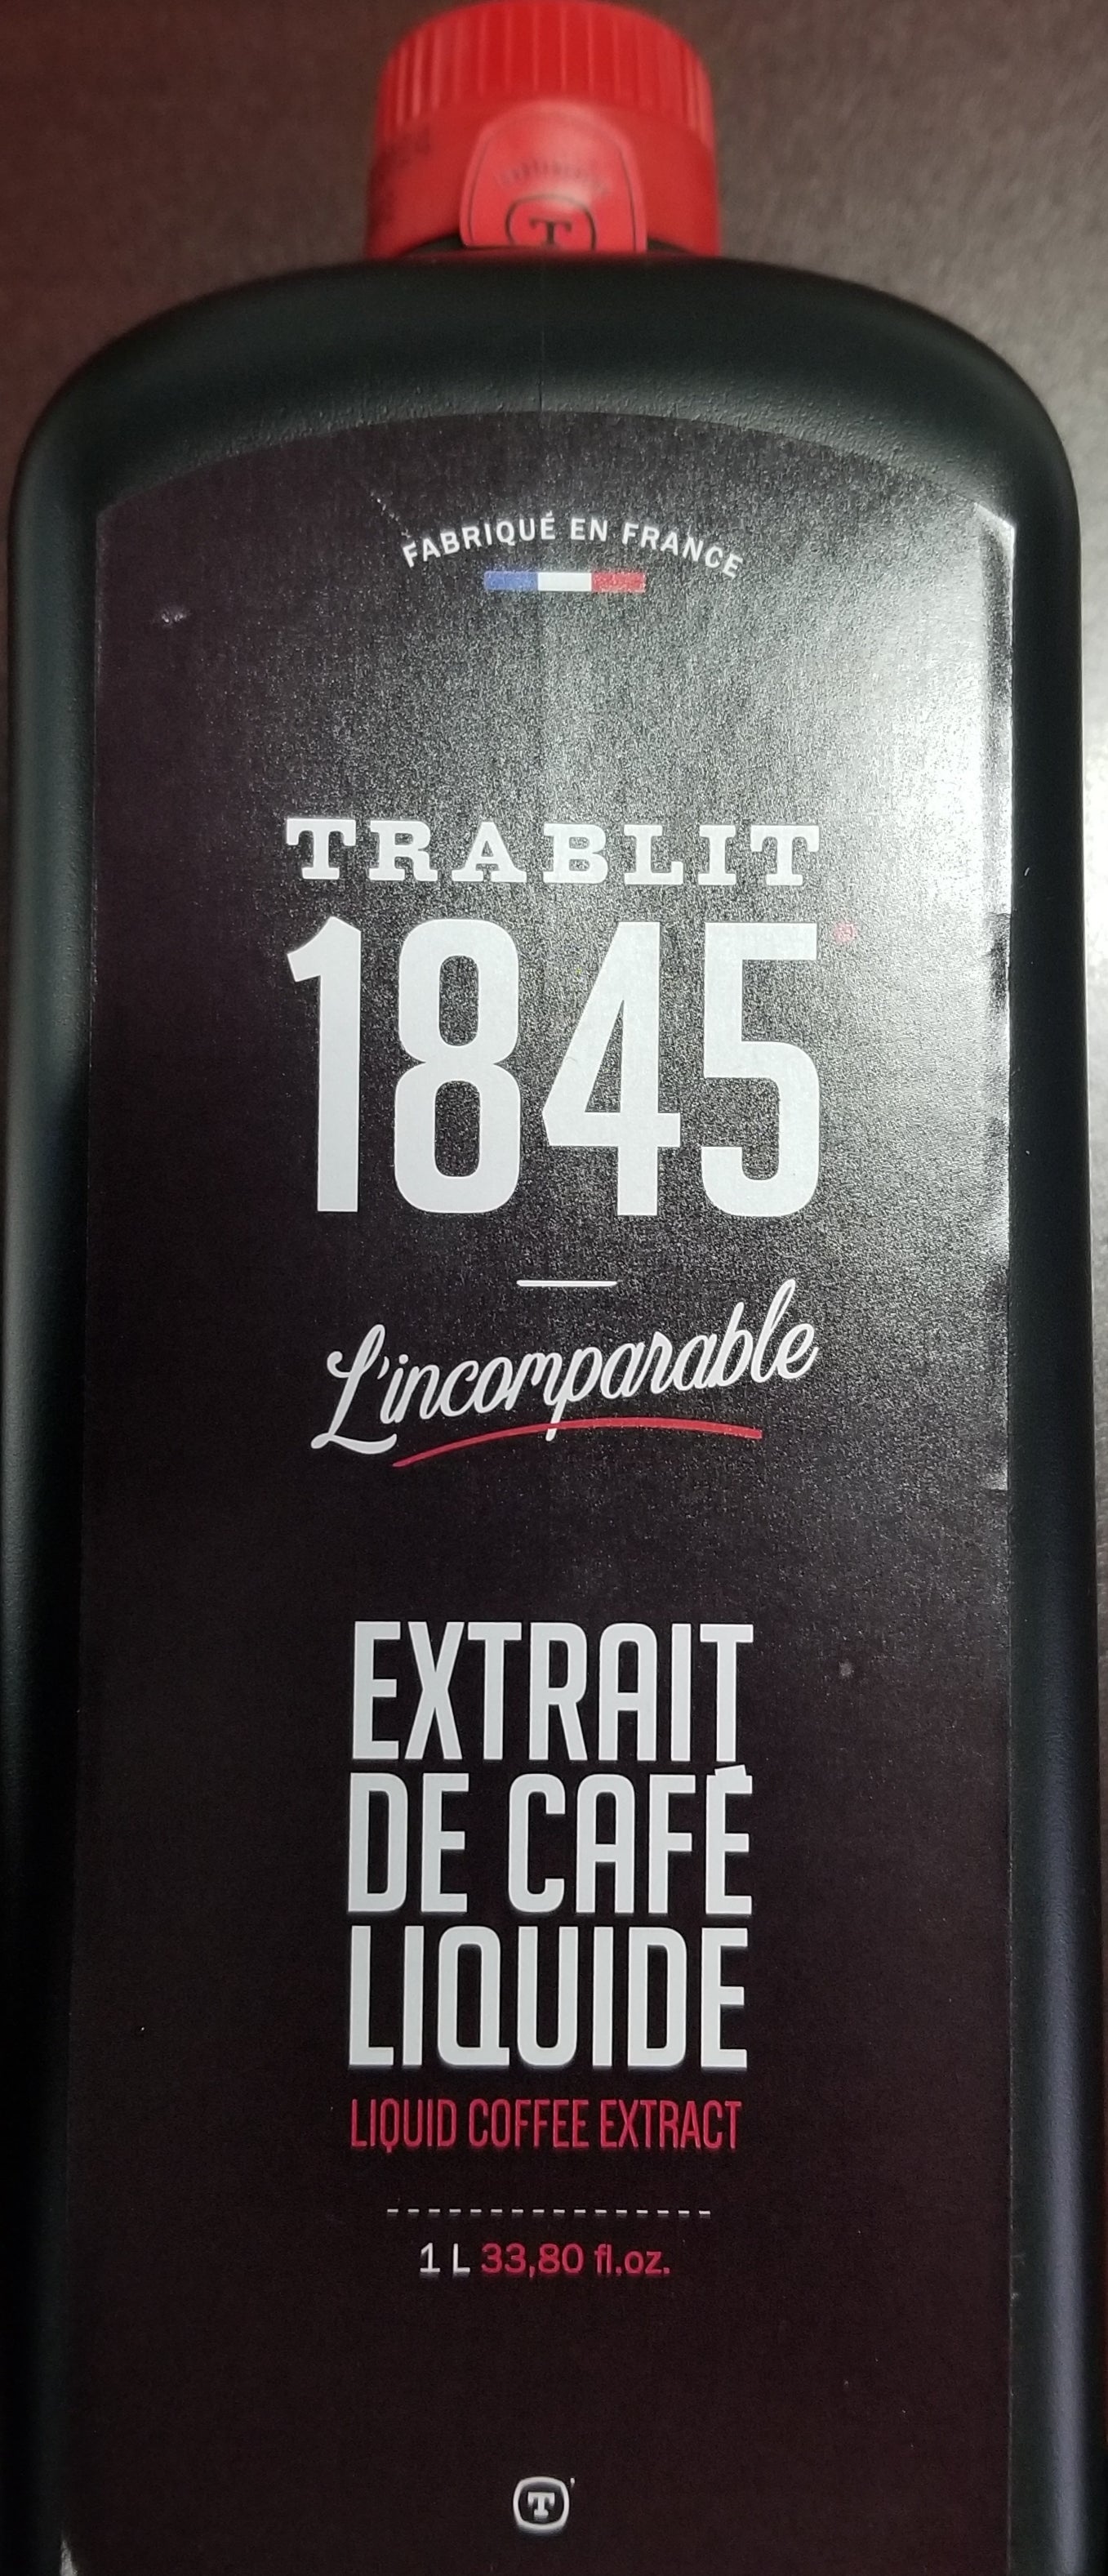 T
FABRIQUÉ EN FRANCE
TRABLIT
1845
L'incomparable
EXTRAIT
DE CAFÉ
LIQUIDE
LIQUID COFFEE EXTRACT
1 L 33,80 fl.oz.
T